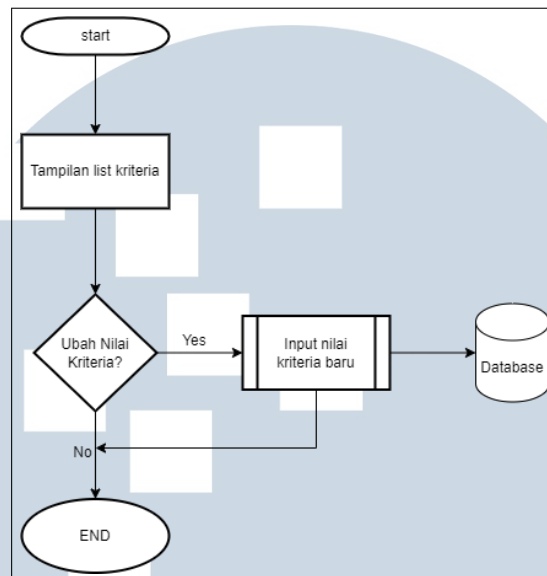 start
Tampilan list kriteria
Ubah Nilai
Kriteria?
Yes
Input nilai
kriteria baru
Database
No
END